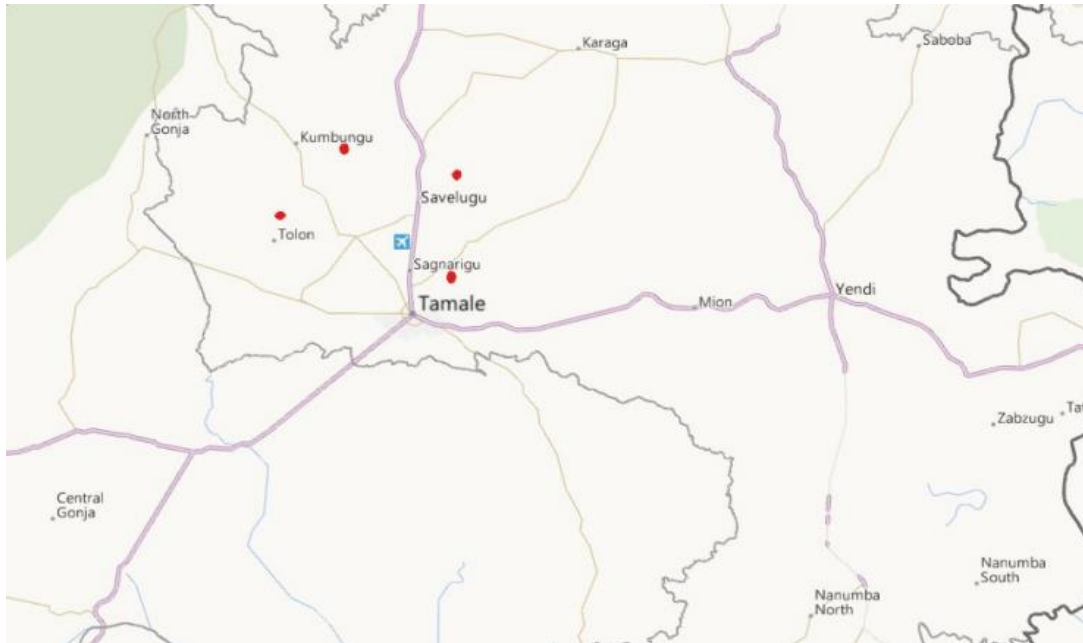 Karaga
Saboba
North
Gonja
Kumbungu
Savelugu
Tolon
Sagnarigu
Tamale
Mion
Yendi
Zabzugu
Central
Gonja
Nanumba
South
Nanumba
North